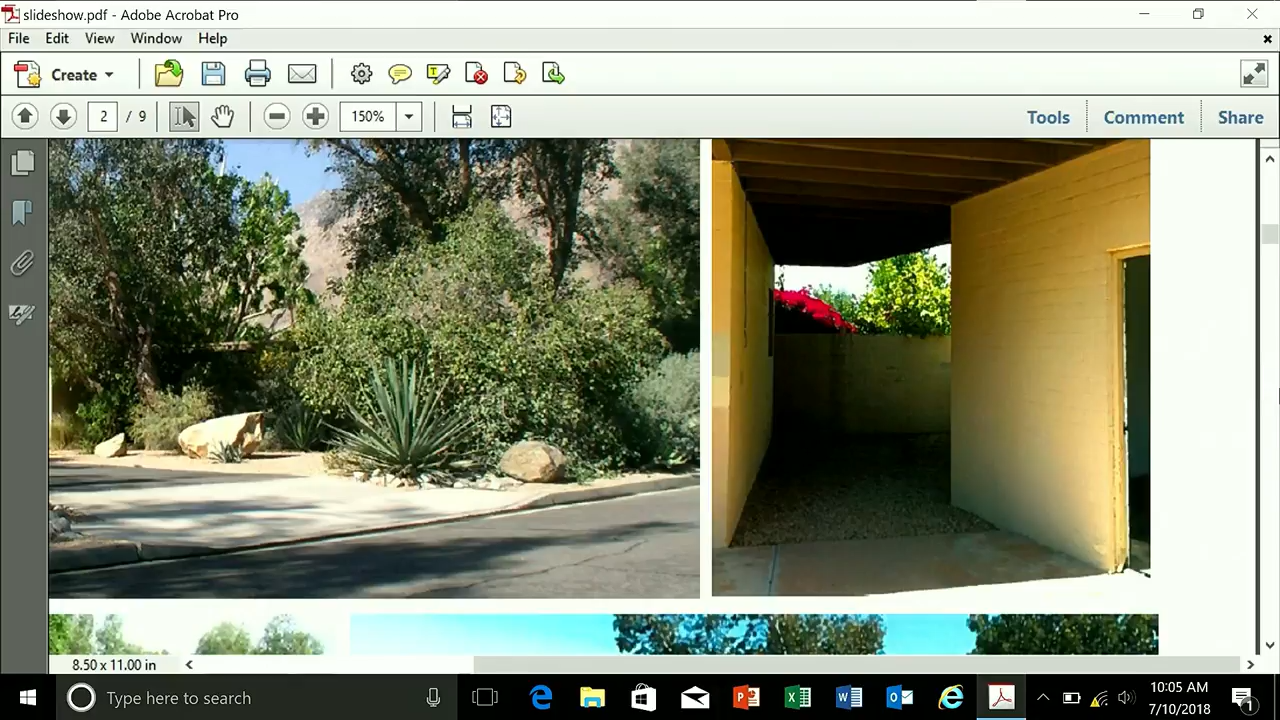 slideshow.pdf - Adobe Acrobat Pro
File Edit View Window Help
Create
2 / 9 150% Tools Comment Share
8.50 x 11.00 in
Type here to search
10:05 AM
7/10/2018
1